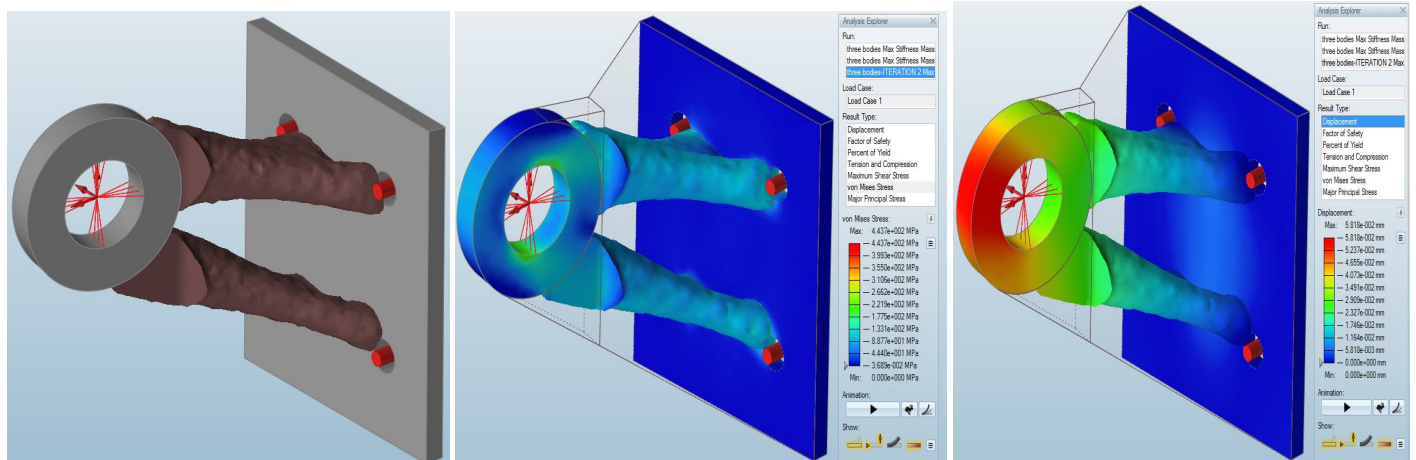 Analysis Explorer
Run:
three bodies Max Stiffness Mass
three bodies Max Stiffness Mass
three bodies-ITERATION 2 Max
Load Case:
Load Case 1
Result Type:
Displacement
Factor of Safety
Percent of Yield
Tension and Compression
Maximum Shear Stress
von Mises Stress
Major Principal Stress
von Mises Stress:
Max: 4.437e+002 MPa
4.437e+002 MPa
3.993e+002 MPa
3.550e+002 MPa
3.106e+002 MPa
2.662e+002 MPa
2.219e+002 MPa
1.775e+002 MPa
1.331e+002 MPa
8.877e+001 MPa
4.440e+001 MPa
3.689e-002 MPa
Min: 0.000e+000 MPa
Animation:
Show:
Analysis Explorer
Run:
three bodies Max Stiffness Mass
three bodies Max Stiffness Mass
three bodies-ITERATION 2 Max
Load Case:
Load Case 1
Result Type:
Displacement
Factor of Safety
Percent of Yield
Tension and Compression
Maximum Shear Stress
von Mises Stress
Major Principal Stress
Displacement:
Max: 5.818e-002 mm
5.818e-002 mm
5.237e-002 mm
4.655e-002 mm
4.073e-002 mm
3.491e-002 mm
2.909e-002 mm
2.327e-002 mm
1.746e-002 mm
1.164e-002 mm
5.818e-003 mm
0.000e+000 mm
Min: 0.000e+000 mm
Animation:
Show: